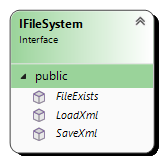 IFileSystem
Interface
public
FileExists
LoadXml
SaveXml